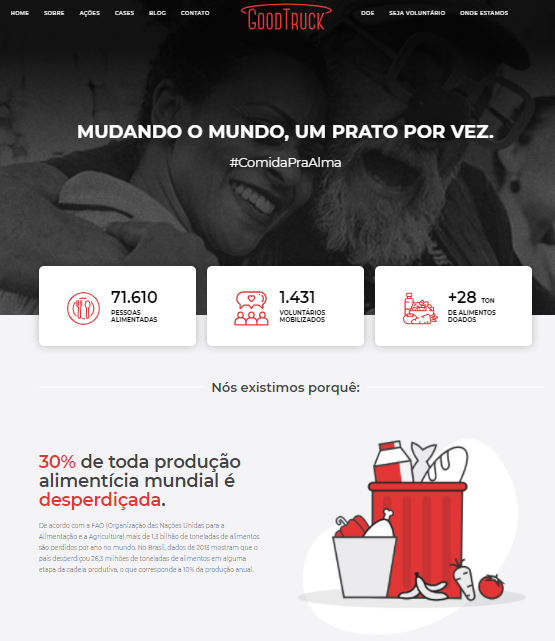 HOME SOBRE AÇÕES CASES BLOG CONTATO GOODTRUCK DOE SEJA VOLUNTÁRIO ONDE ESTAMOS
MUDANDO O MUNDO, UM PRATO POR VEZ.
#ComidaPraAlma
71.610
PESSOAS
ALIMENTADAS
1.431
VOLUNTÁRIOS
MOBILIZADOS
+28 TON
DE ALIMENTOS
DOADOS
Nós existimos porquê:
30% de toda produção
alimentícia mundial é
desperdiçada.
De acordo com a FAO (Organização das Nações Unidas para a
Alimentação e a Agricultura) mais de 1,3 bilhão de toneladas de alimentos
são perdidos por ano no mundo. No Brasil, dados de 2013 mostram que o
país desperdiçou 26,3 milhões de toneladas de alimentos em alguma
etapa da cadeia produtiva, o que corresponde a 10% da produção anual.